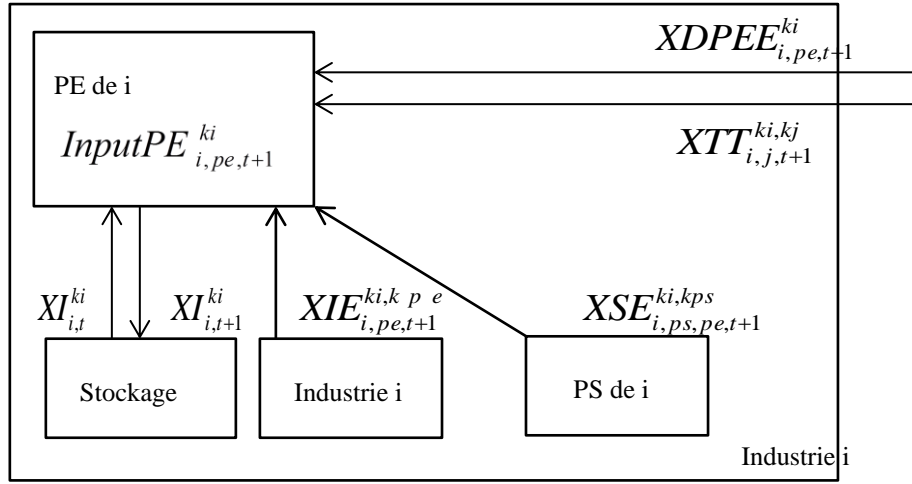 XDPEE^{ki}_{i,pe,t+1}
PE de i
InputPE^{ki}_{i,pe,t+1}
XTT^{ki,kj}_{i,j,t+1}
XI^{ki}_{i,t} XI^{ki}_{i,t+1} XIE^{ki,k p e}_{i,pe,t+1} XSE^{ki,kps}_{i,ps,pe,t+1}
Stockage Industrie i PS de i
Industrie i